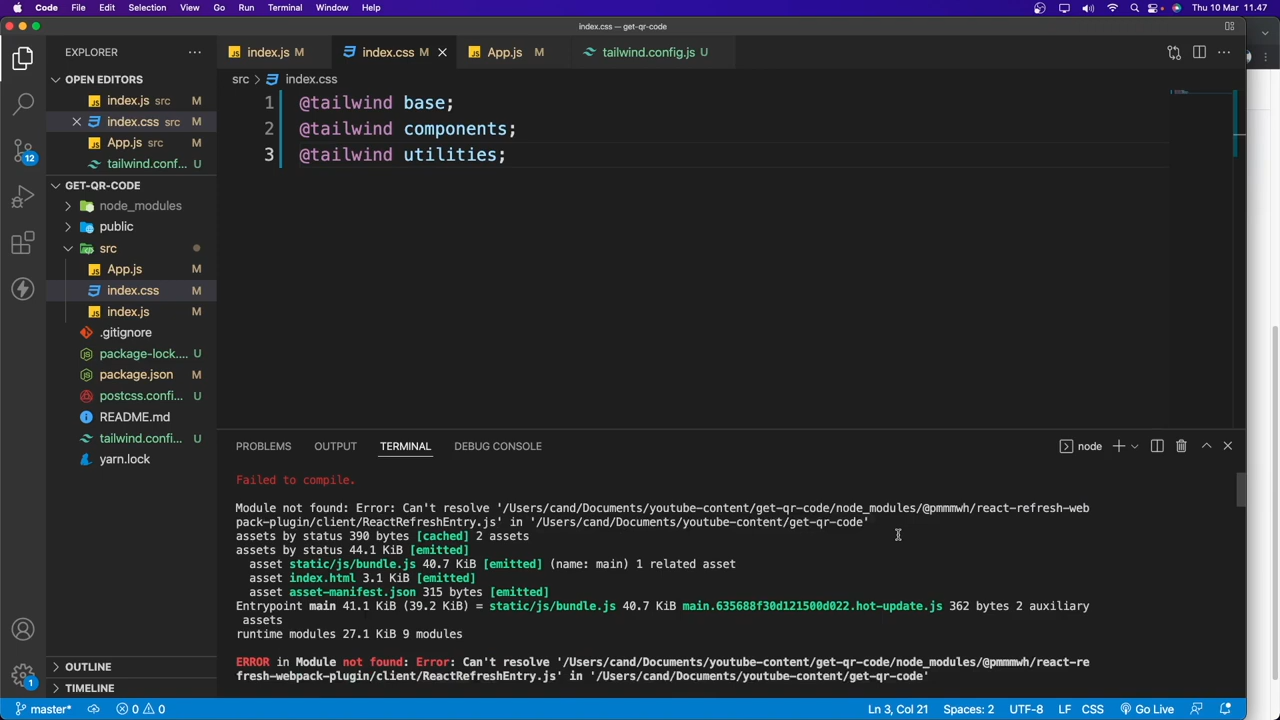 Code File Edit Selection View Go Run Terminal Window Help
Thu 10 Mar 11.47
index.css — get-qr-code
EXPLORER
index.js M
index.css M
App.js M
tailwind.config.js U
OPEN EDITORS
index.js src M
index.css src M
App.js src M
tailwind.conf... U
src > index.css
1 @tailwind base;
2 @tailwind components;
3 @tailwind utilities;
12
GET-QR-CODE
node_modules
public
src
App.js M
index.css M
index.js M
.gitignore
package-lock.... U
package.json M
postcss.confi... U
README.md
tailwind.confi... U
yarn.lock
OUTLINE
TIMELINE
PROBLEMS OUTPUT TERMINAL DEBUG CONSOLE
node
Failed to compile.
Module not found: Error: Can't resolve '/Users/cand/Documents/youtube-content/get-qr-code/node_modules/@pmmmwh/react-refresh-web
pack-plugin/client/ReactRefreshEntry.js' in '/Users/cand/Documents/youtube-content/get-qr-code'
assets by status 390 bytes [cached] 2 assets
assets by status 44.1 KiB [emitted]
asset static/js/bundle.js 40.7 KiB [emitted] (name: main) 1 related asset
asset index.html 3.1 KiB [emitted]
asset asset-manifest.json 315 bytes [emitted]
Entrypoint main 41.1 KiB (39.2 KiB) = static/js/bundle.js 40.7 KiB main.635688f30d121500d022.hot-update.js 362 bytes 2 auxiliary
assets
runtime modules 27.1 KiB 9 modules
ERROR in Module not found: Error: Can't resolve '/Users/cand/Documents/youtube-content/get-qr-code/node_modules/@pmmmwh/react-re
fresh-webpack-plugin/client/ReactRefreshEntry.js' in '/Users/cand/Documents/youtube-content/get-qr-code'
1
master* 0 0
Ln 3, Col 21 Spaces: 2 UTF-8 LF CSS Go Live